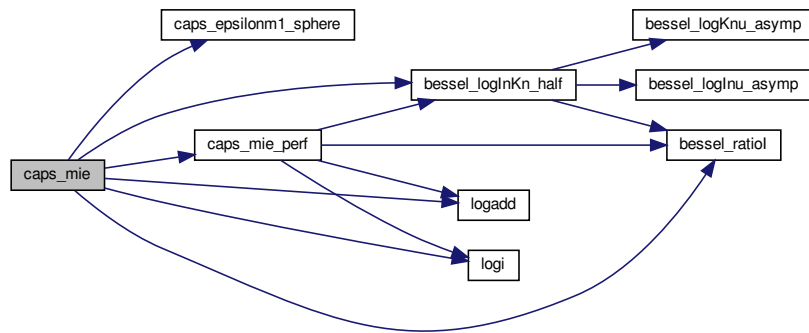 caps_epsilonm1_sphere
bessel_logKnu_asymp
bessel_logInKn_half
bessel_logInu_asymp
caps_mie_perf
bessel_ratioI
caps_mie
logadd
logi